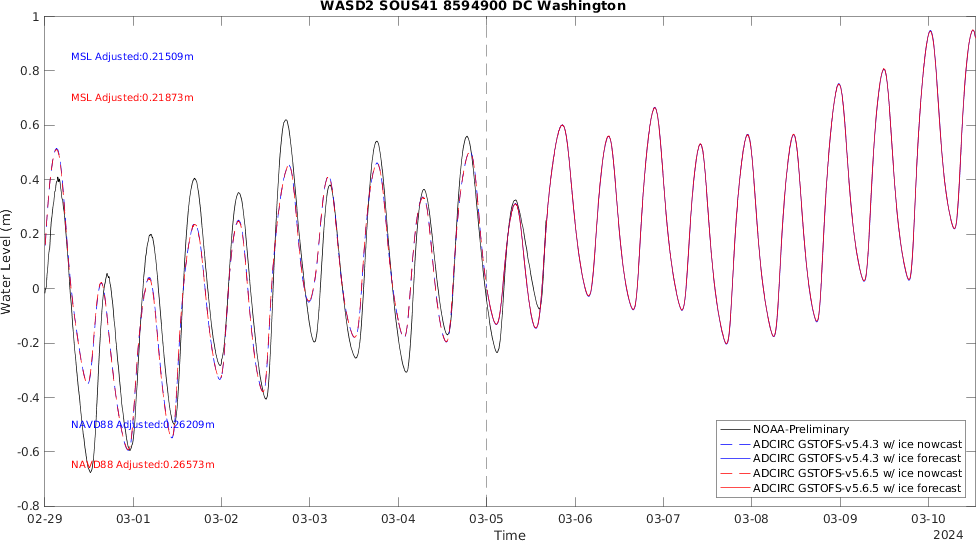 WASD2 SOUS41 8594900 DC Washington
1
MSL Adjusted:0.21509m
0.8
MSL Adjusted:0.21873m
0.6
0.4
0.2
Water Level (m)
0
-0.2
-0.4
NAVD88 Adjusted:0.26209m
-0.6
NAVD88 Adjusted:0.26573m
-0.8
NOAA-Preliminary
ADCIRC GSTOFS-v5.4.3 w/ ice nowcast
ADCIRC GSTOFS-v5.4.3 w/ ice forecast
ADCIRC GSTOFS-v5.6.5 w/ ice nowcast
ADCIRC GSTOFS-v5.6.5 w/ ice forecast
02-29 03-01 03-02 03-03 03-04 03-05 03-06 03-07 03-08 03-09 03-10
Time
2024